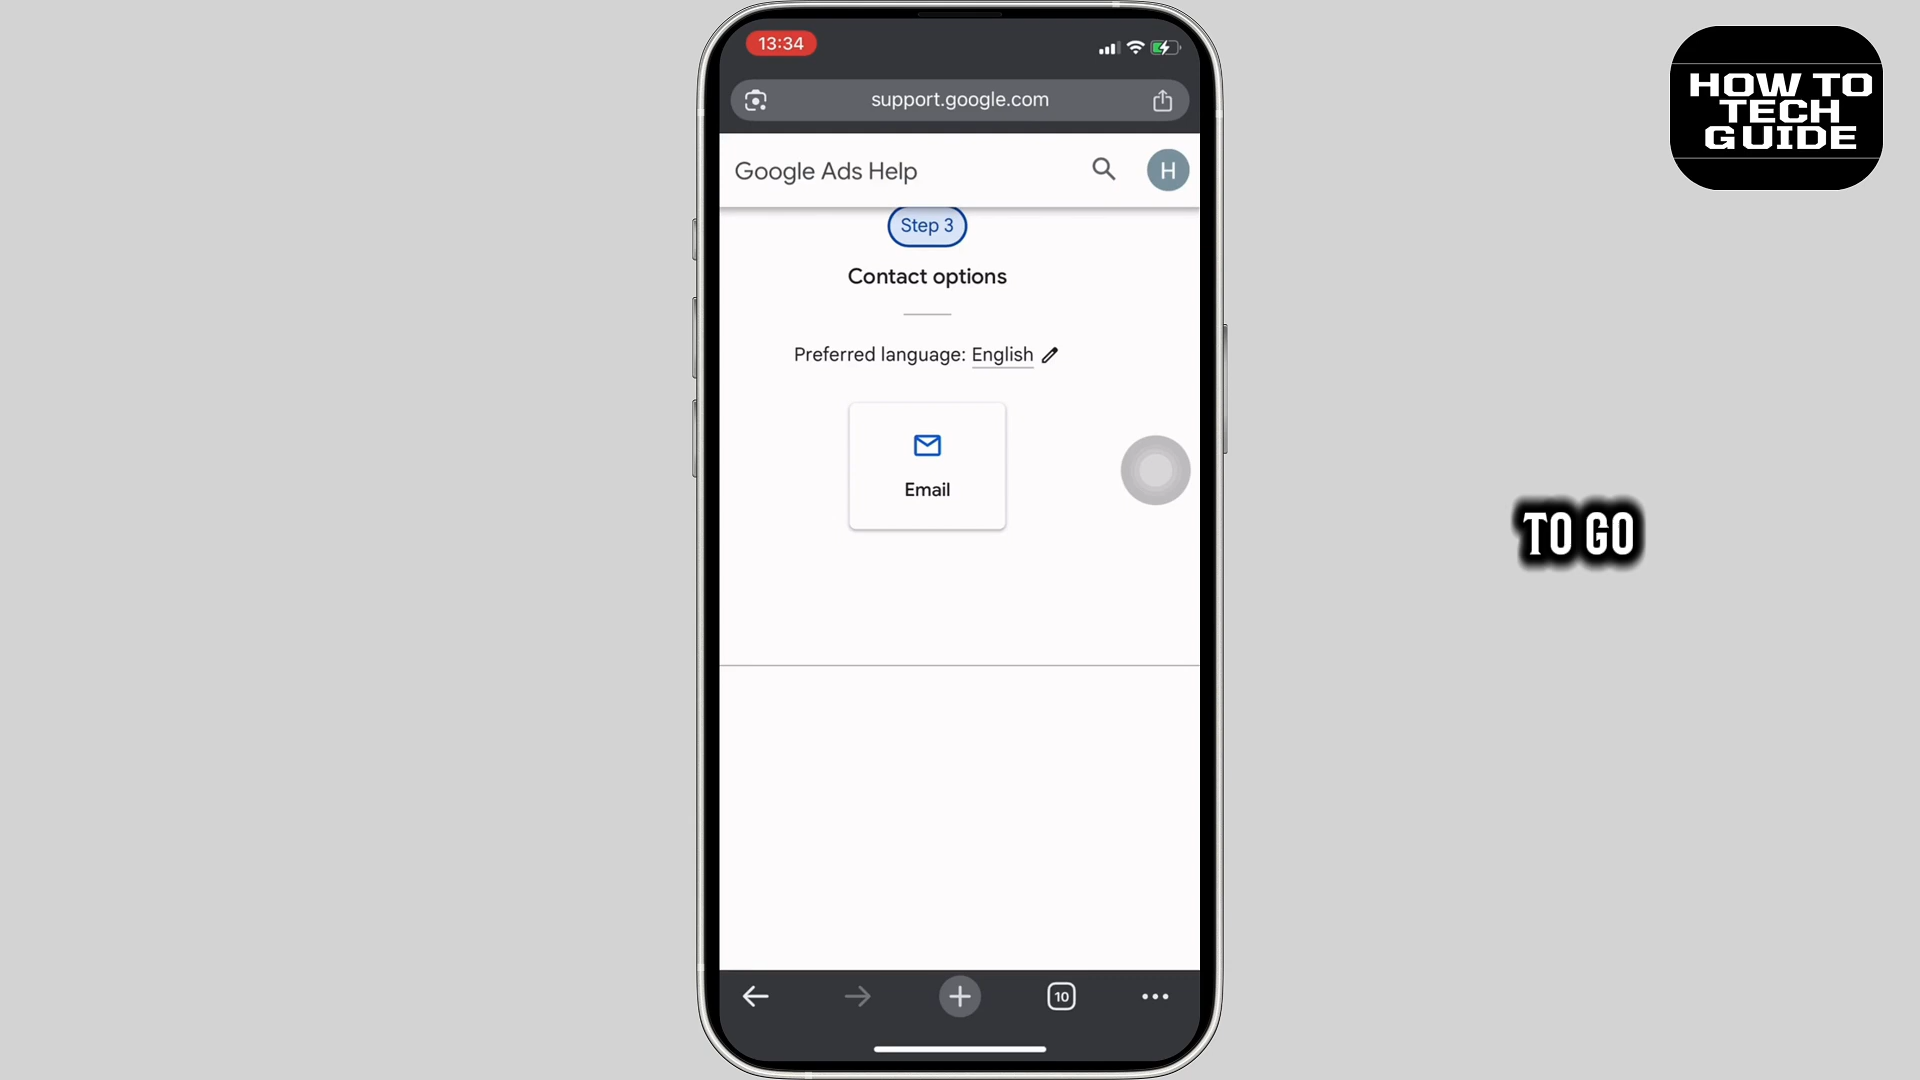 13:34
support.google.com
Google Ads Help
H
Step 3
Contact options
Preferred language: English
Email
10
HOW TO
TECH
GUIDE
TO GO